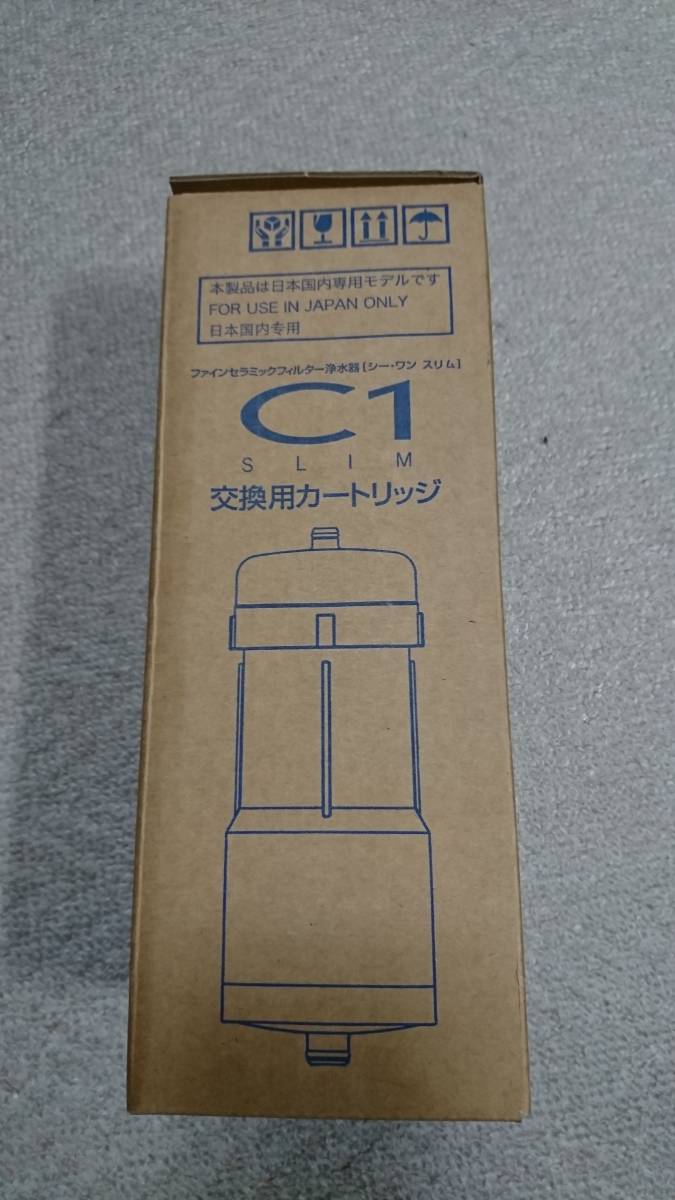 本製品は日本国内専用モデルです
FOR USE IN JAPAN ONLY
日本国内专用
ファインセラミックフィルター浄水器[シー・ワン スリム]
C1
SLIM
交換用カートリッジ